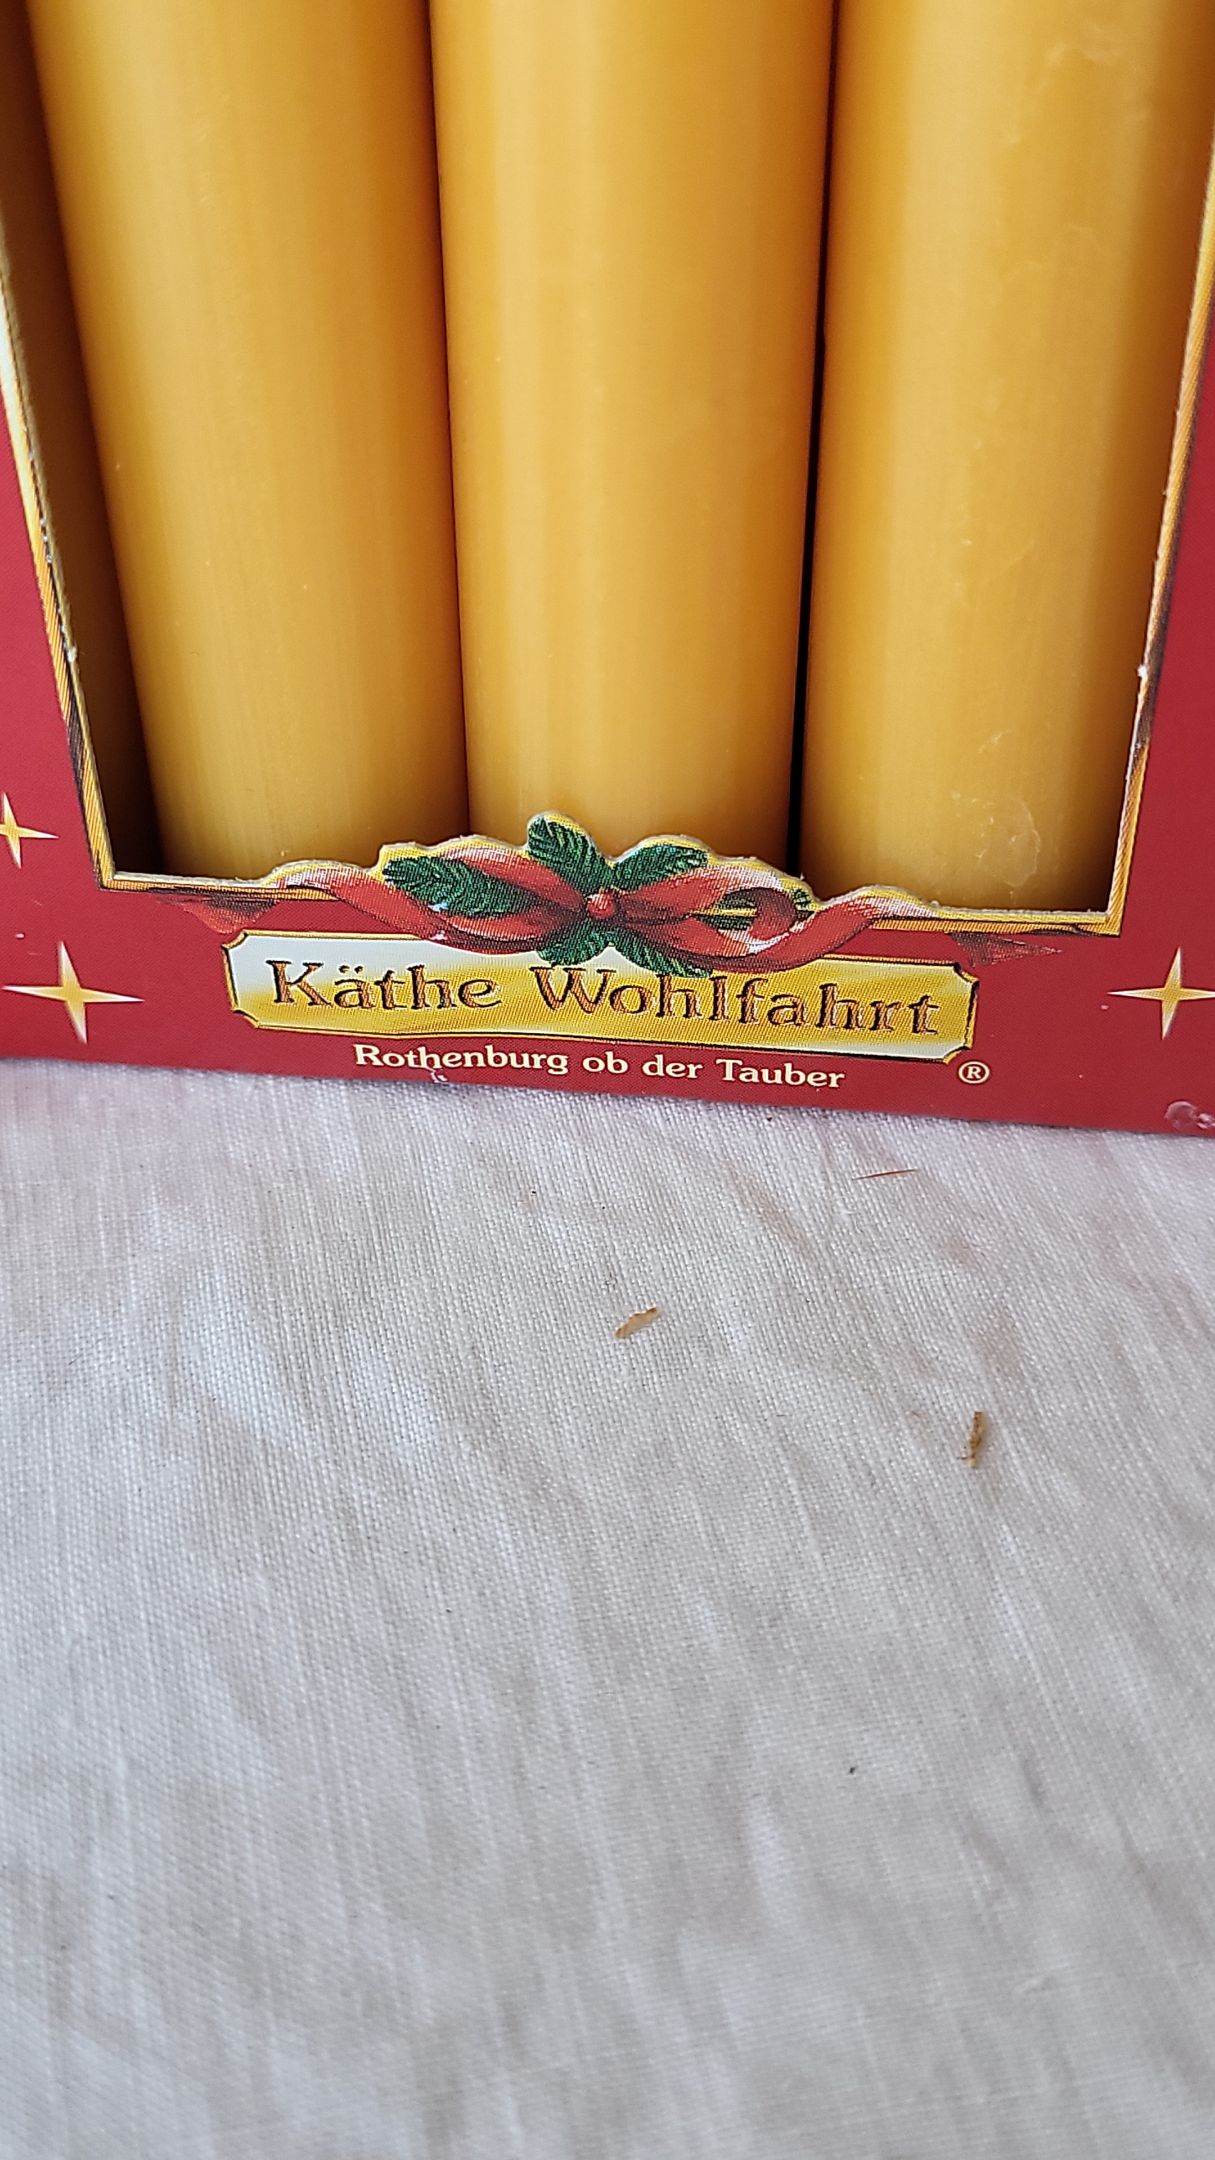 Käthe Wohlfahrt
Rothenburg ob der Tauber
®